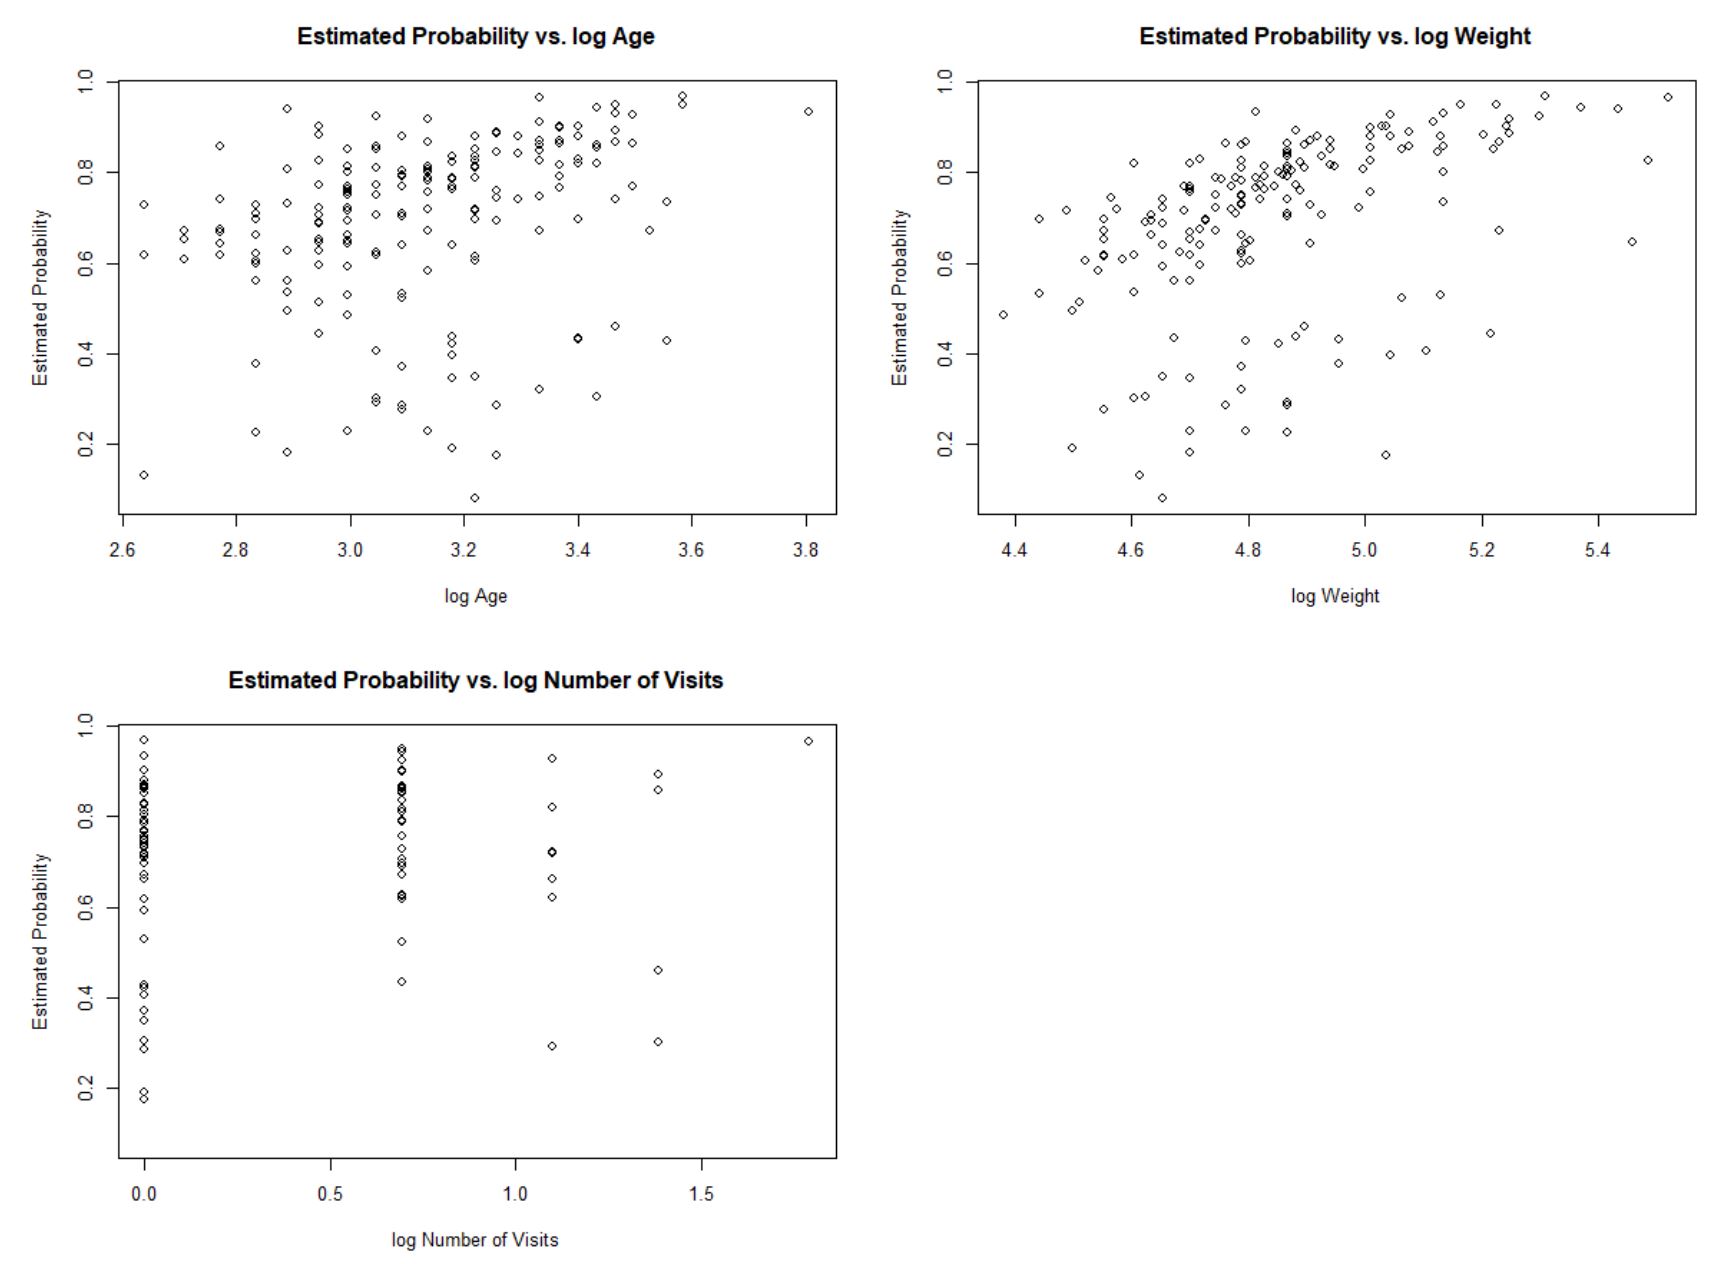 Estimated Probability vs. log Age
Estimated Probability
1.0
0.8
0.6
0.4
0.2
2.6 2.8 3.0 3.2 3.4 3.6 3.8
log Age
Estimated Probability vs. log Weight
Estimated Probability
1.0
0.8
0.6
0.4
0.2
4.4 4.6 4.8 5.0 5.2 5.4
log Weight
Estimated Probability vs. log Number of Visits
Estimated Probability
1.0
0.8
0.6
0.4
0.2
0.0 0.5 1.0 1.5
log Number of Visits